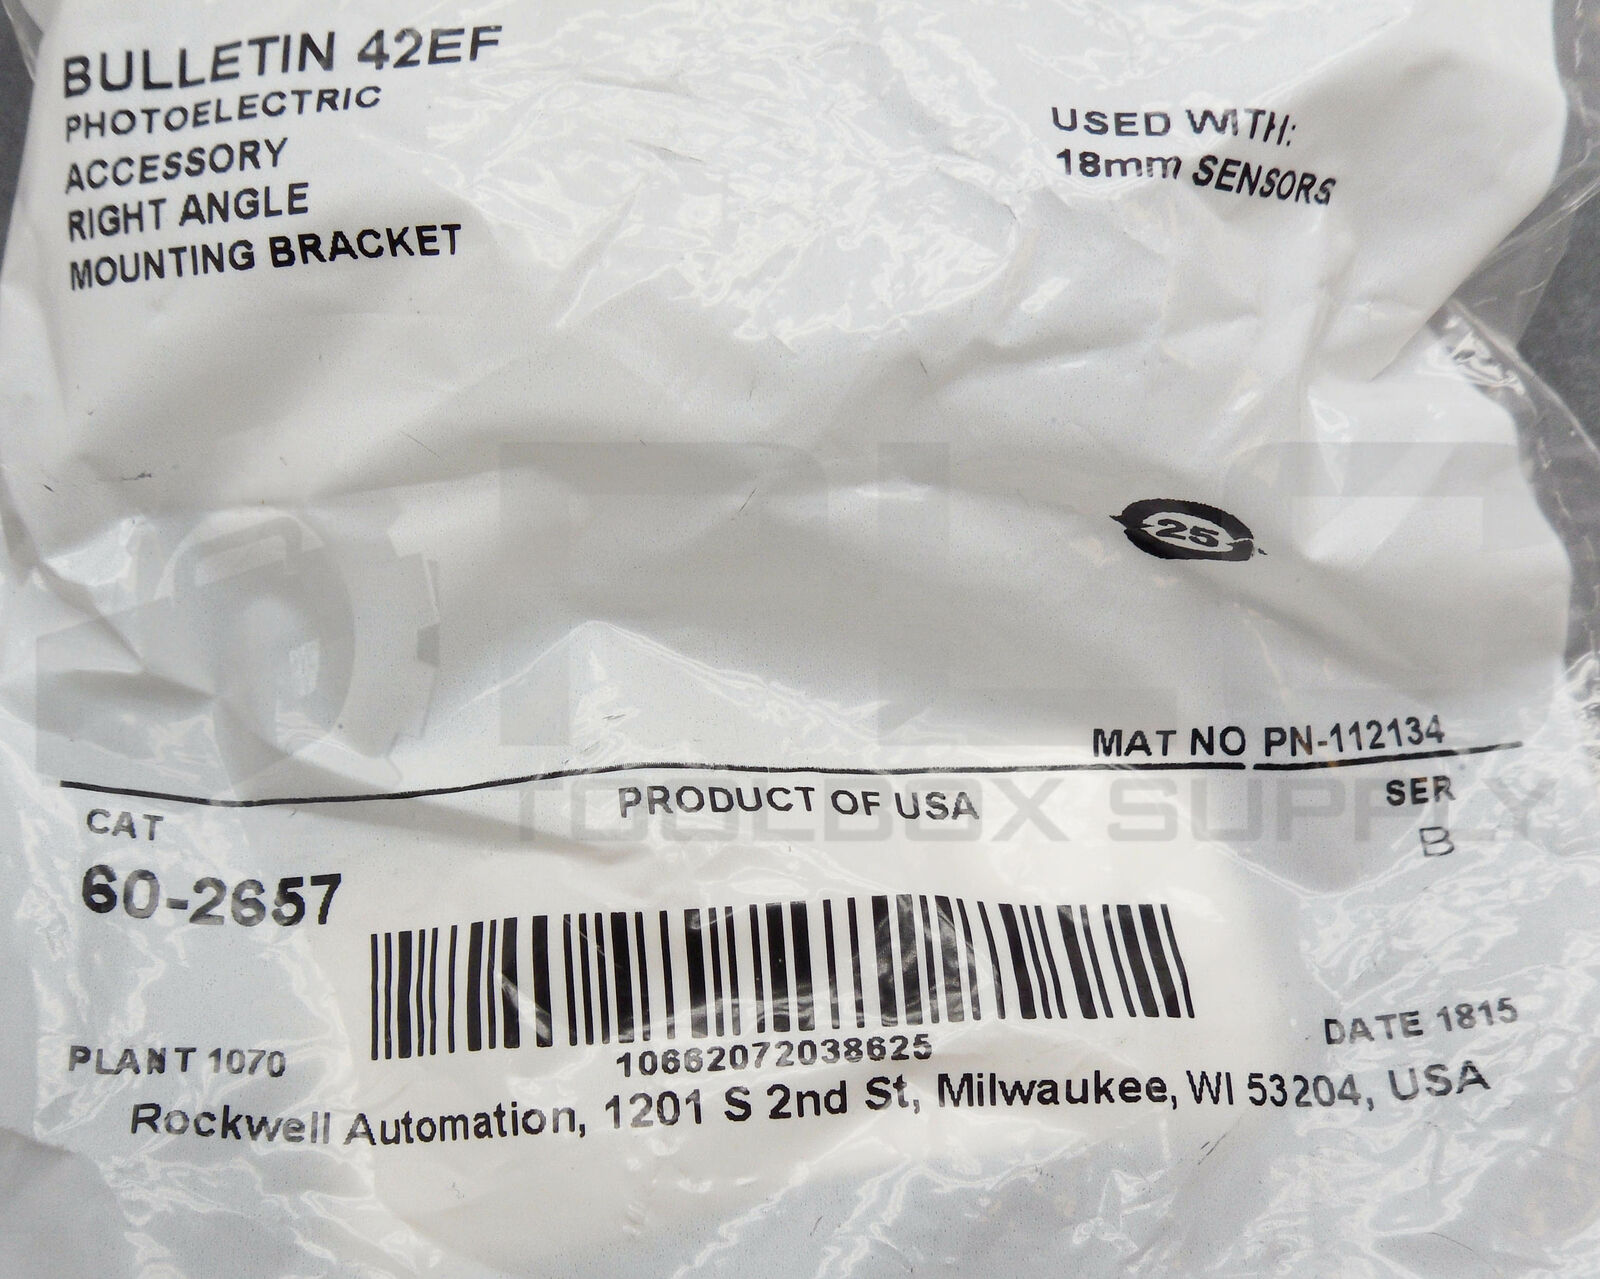 BULLETIN 42EF
PHOTOELECTRIC
ACCESSORY
RIGHT ANGLE
MOUNTING BRACKET
USED WITH:
18mm SENSORS
25
PLC
MAT NO PN-112134
TOOLBOX SUPPLY
CAT
60-2657
PRODUCT OF USA
SER
B
10662072038625
PLANT 1070
DATE 1815
Rockwell Automation, 1201 S 2nd St, Milwaukee, WI 53204, USA